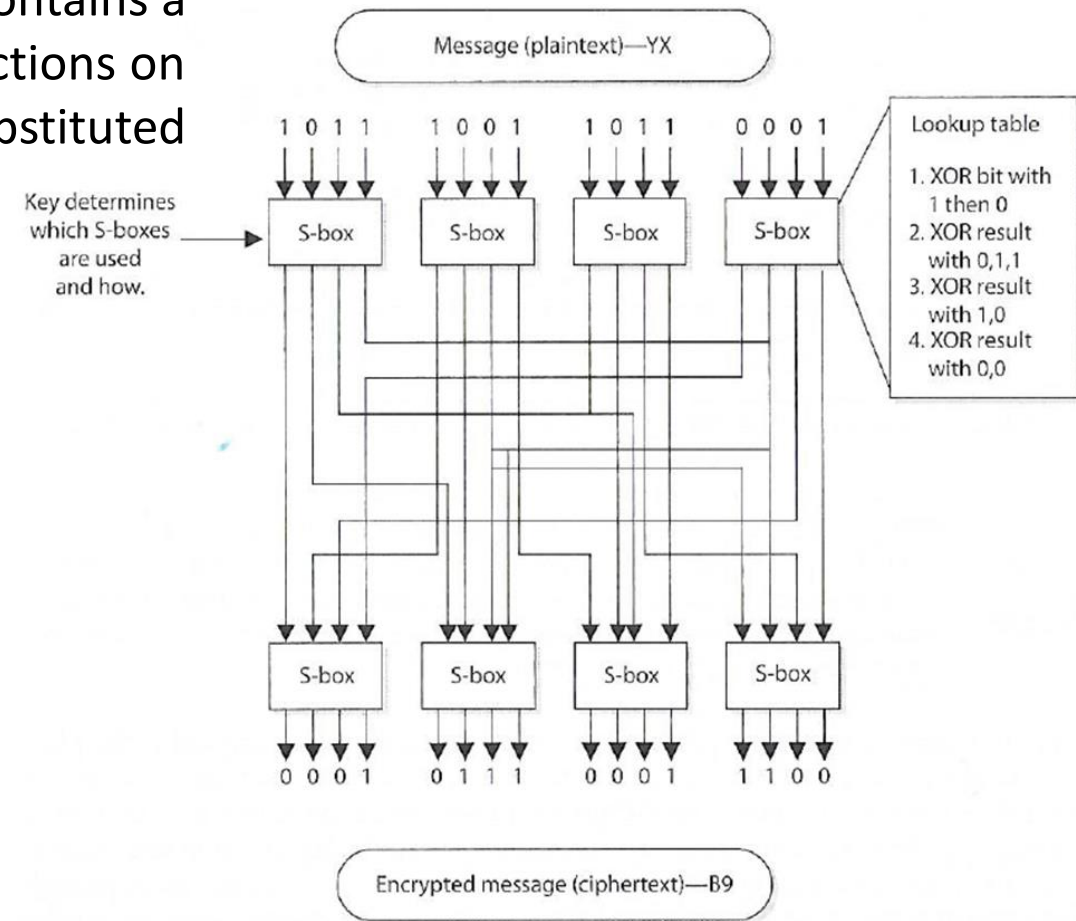 ontains a
ctions on
bstituted
Message (plaintext)—YX
1 0 1 1 1 0 0 1 1 0 1 1 0 0 0 1
Key determines
which S-boxes
are used
and how.
S-box S-box S-box S-box
Lookup table
1. XOR bit with
1 then 0
2. XOR result
with 0,1,1
3. XOR result
with 1,0
4. XOR result
with 0,0
S-box S-box S-box S-box
0 0 0 1 0 1 1 1 0 0 0 1 1 1 0 0
Encrypted message (ciphertext)—B9